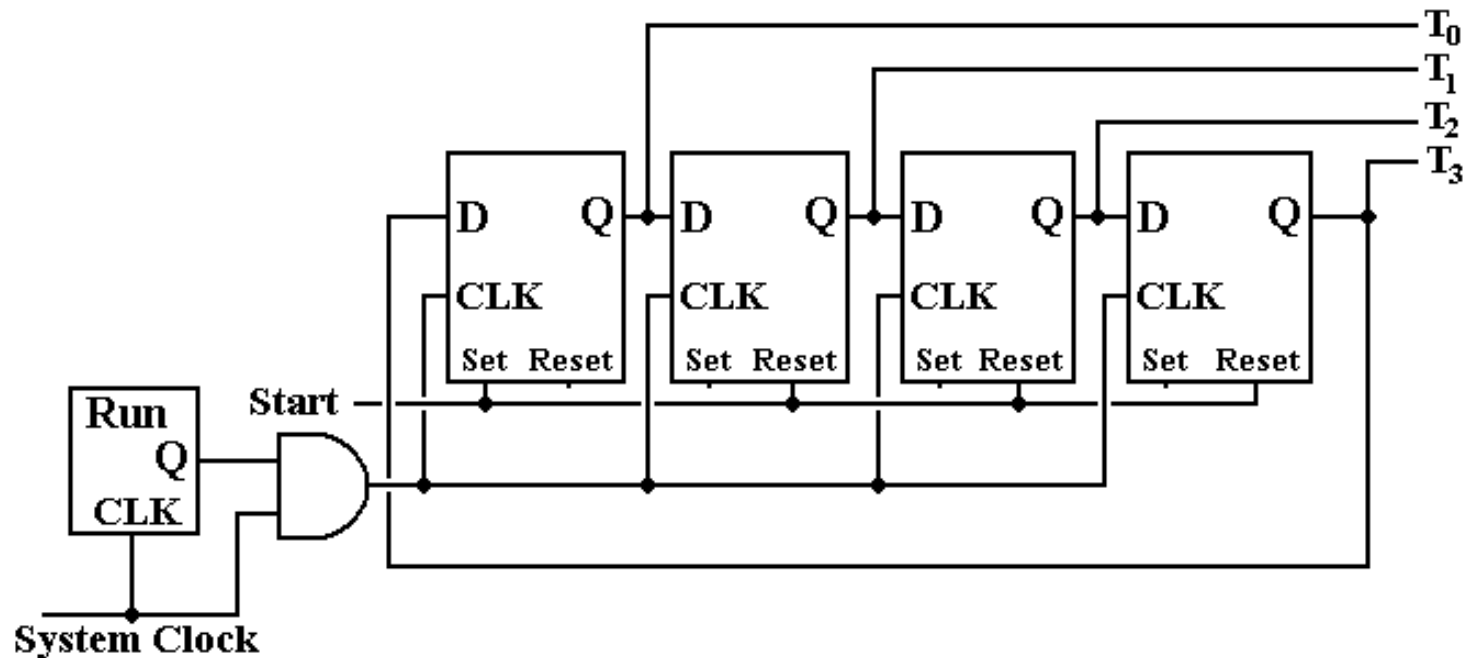 T0
T1
T2
T3
D Q D Q D Q D Q
CLK CLK CLK CLK
Set Reset Set Reset Set Reset Set Reset
Start
Run
Q
CLK
System Clock